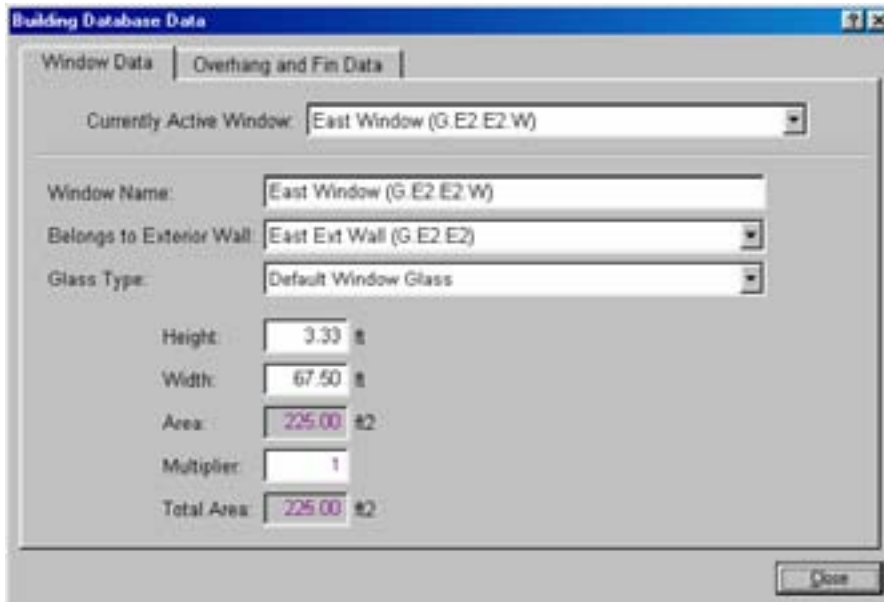 Building Database Data
Window Data Overhang and Fin Data
Currently Active Window: East Window (G.E2.E2.W)
Window Name: East Window (G.E2.E2.W)
Belongs to Exterior Wall: East Ext Wall (G.E2.E2)
Glass Type: Default Window Glass
Height: 3.33 ft
Width: 67.50 ft
Area: 225.00 ft2
Multiplier: 1
Total Area: 225.00 ft2
Close